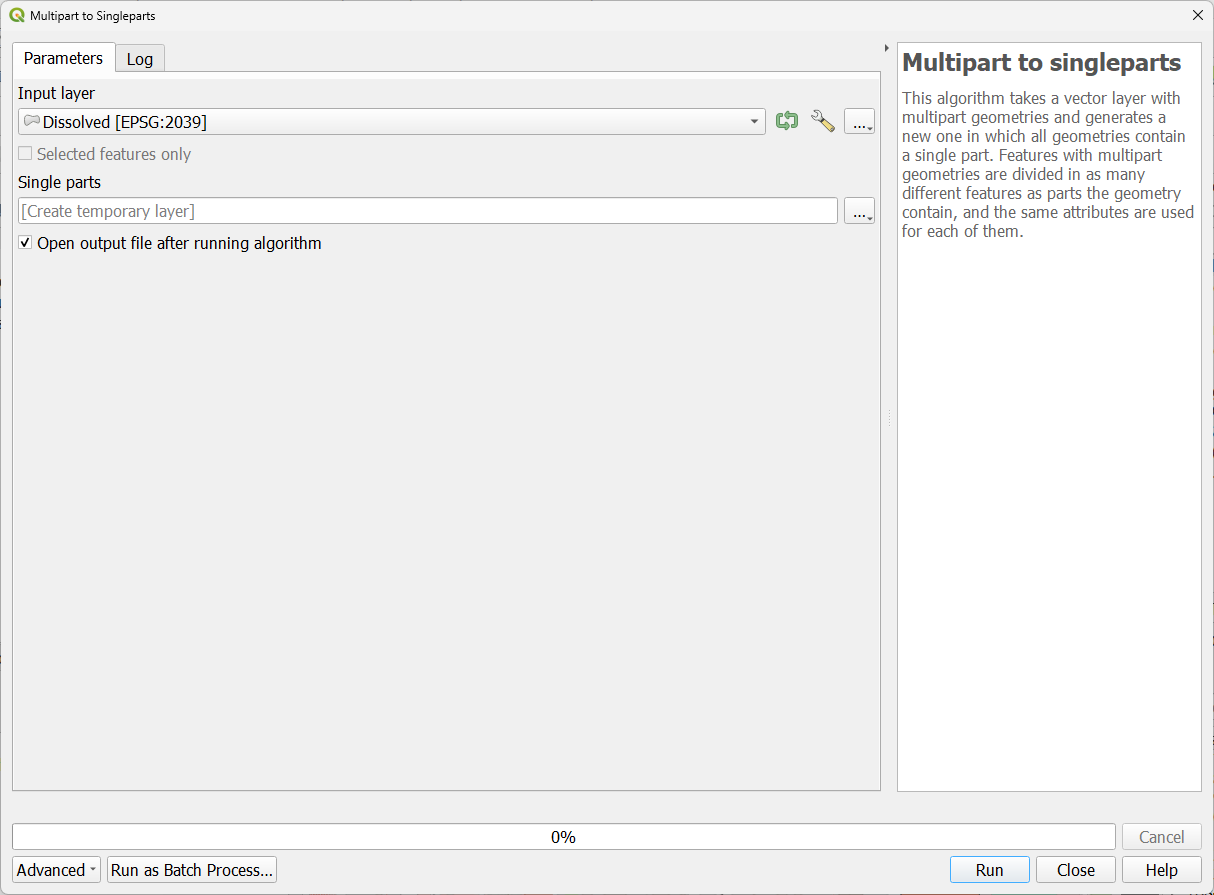 Multipart to Singleparts
Parameters
Log
Input layer
Dissolved [EPSG:2039]
...
Selected features only
Single parts
[Create temporary layer]
...
Open output file after running algorithm
Multipart to singleparts
This algorithm takes a vector layer with
multipart geometries and generates a
new one in which all geometries contain
a single part. Features with multipart
geometries are divided in as many
different features as parts the geometry
contain, and the same attributes are used
for each of them.
0%
Cancel
Advanced
Run as Batch Process...
Run
Close
Help